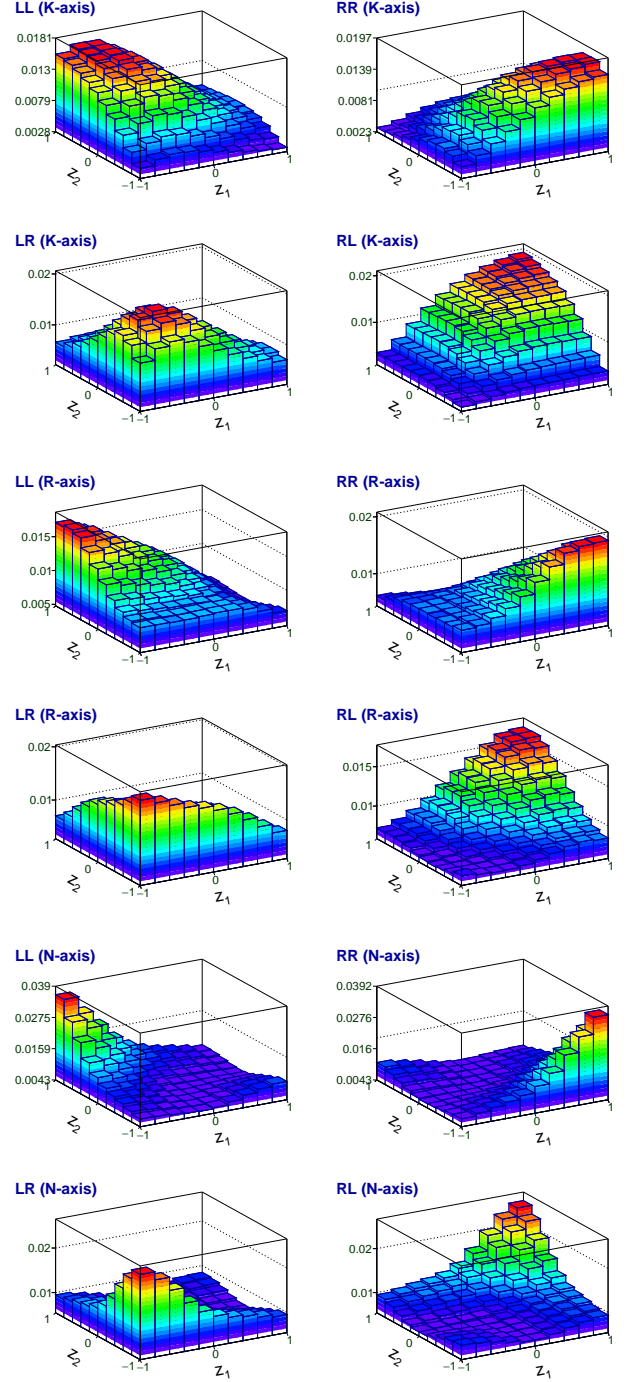 LL (K-axis)
0.0181
0.013
0.0079
0.0028
1
0
−1
z2
−1
0
1
z1
RR (K-axis)
0.0197
0.0139
0.0081
0.0023
1
0
−1
z2
−1
0
1
z1
LR (K-axis)
0.02
0.01
1
0
−1
z2
−1
0
1
z1
RL (K-axis)
0.02
0.01
1
0
−1
z2
−1
0
1
z1
LL (R-axis)
0.015
0.01
0.005
1
0
−1
z2
−1
0
1
z1
RR (R-axis)
0.02
0.01
1
0
−1
z2
−1
0
1
z1
LR (R-axis)
0.02
0.01
1
0
−1
z2
−1
0
1
z1
RL (R-axis)
0.015
0.01
1
0
−1
z2
−1
0
1
z1
LL (N-axis)
0.039
0.0275
0.0159
0.0043
1
0
−1
z2
−1
0
1
z1
RR (N-axis)
0.0392
0.0276
0.0159
0.0043
1
0
−1
z2
−1
0
1
z1
LR (N-axis)
0.02
0.01
1
0
−1
z2
−1
0
1
z1
RL (N-axis)
0.02
0.01
1
0
−1
z2
−1
0
1
z1